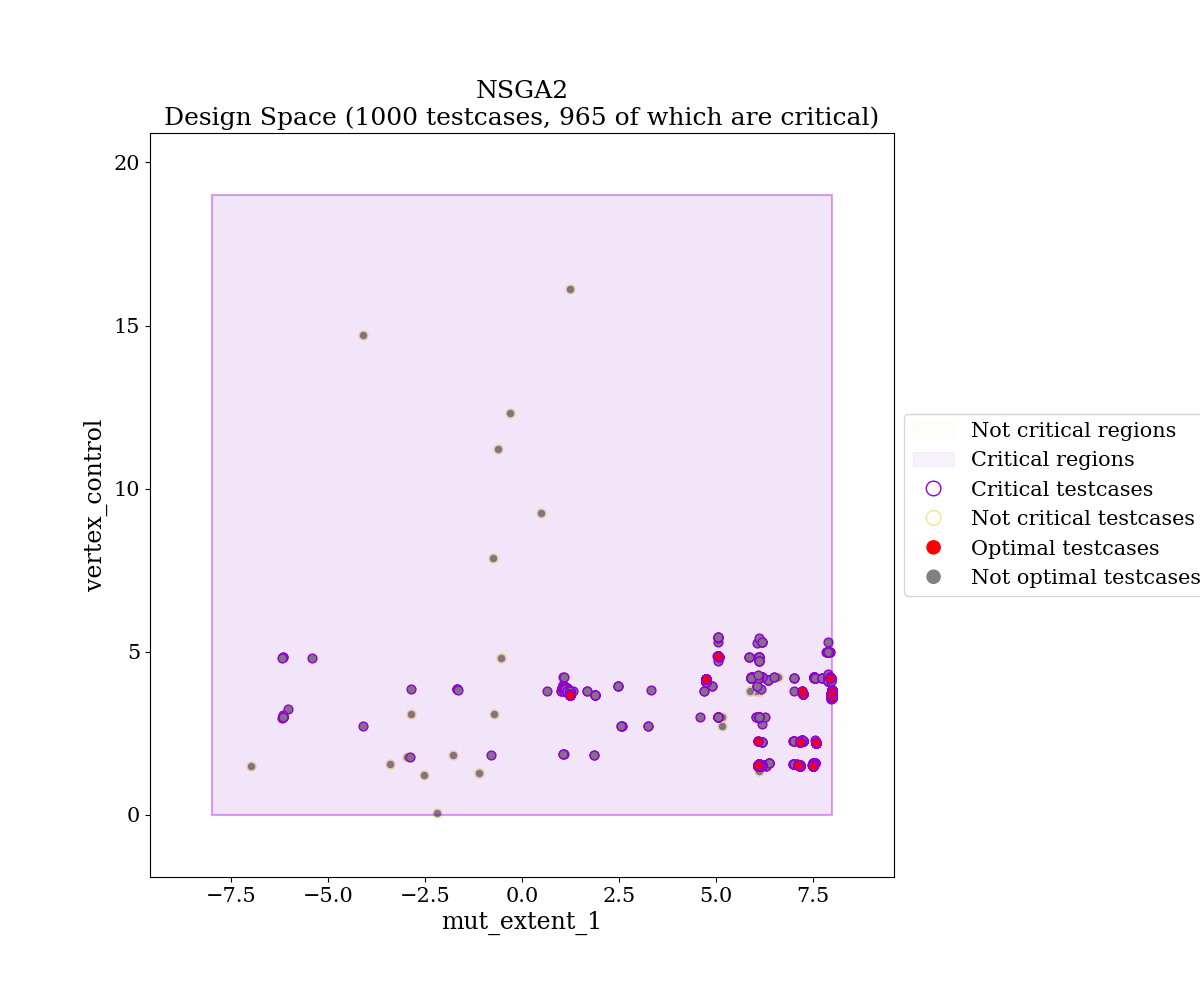 NSGA2
Design Space (1000 testcases, 965 of which are critical)
20
15
10
5
0
vertex_control
−7.5
−5.0
−2.5
0.0
2.5
5.0
7.5
mut_extent_1
Not critical regions
Critical regions
Critical testcases
Not critical testcases
Optimal testcases
Not optimal testcases